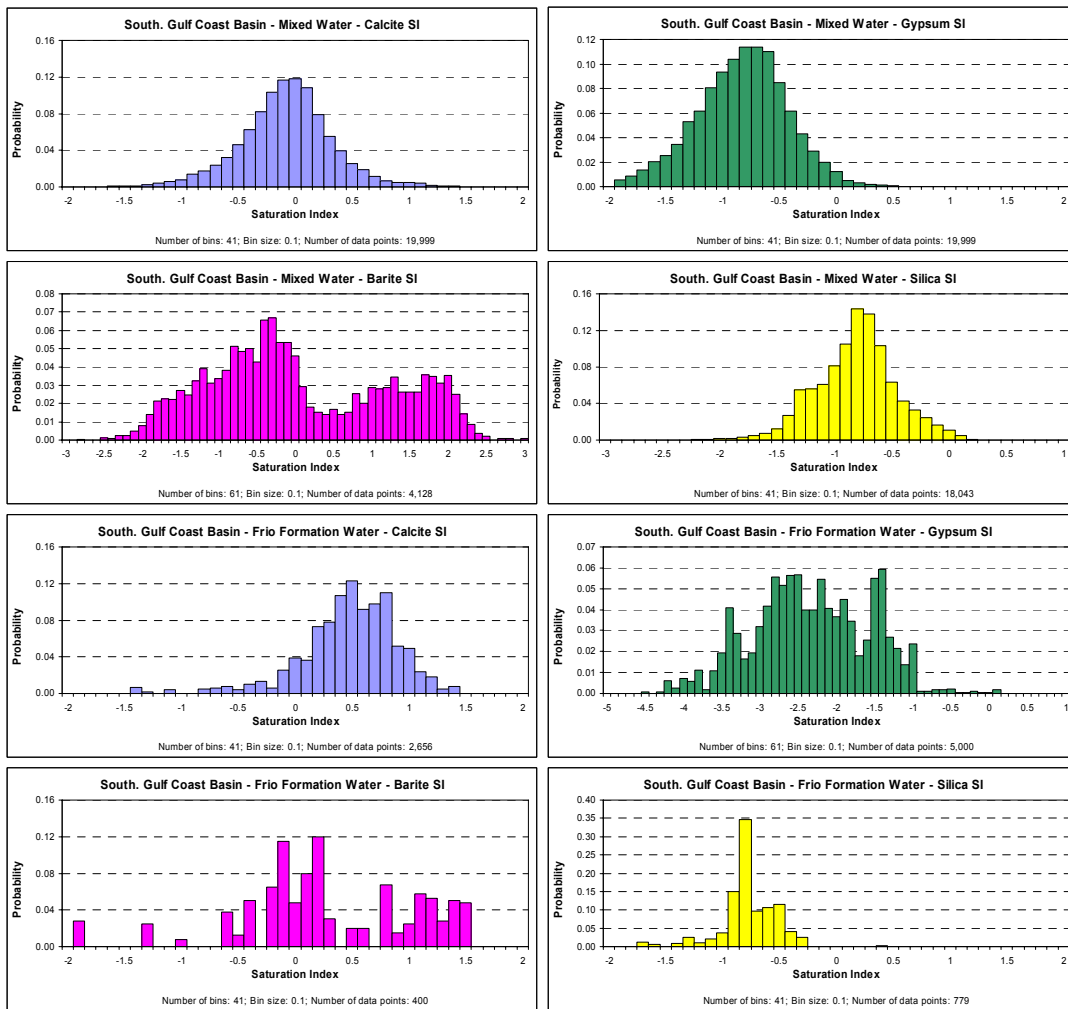 South. Gulf Coast Basin - Mixed Water - Calcite SI
0.16
0.12
0.08
0.04
0.00
Probability
-2 -1.5 -1 -0.5 0 0.5 1 1.5 2
Saturation Index
Number of bins: 41; Bin size: 0.1; Number of data points: 19,999
South. Gulf Coast Basin - Mixed Water - Gypsum SI
0.12
0.10
0.08
0.06
0.04
0.02
0.00
Probability
-2 -1.5 -1 -0.5 0 0.5 1 1.5 2
Saturation Index
Number of bins: 41; Bin size: 0.1; Number of data points: 19,999
South. Gulf Coast Basin - Mixed Water - Barite SI
0.08
0.07
0.06
0.05
0.04
0.03
0.02
0.01
0.00
Probability
-3 -2.5 -2 -1.5 -1 -0.5 0 0.5 1 1.5 2 2.5 3
Saturation Index
Number of bins: 61; Bin size: 0.1; Number of data points: 4,128
South. Gulf Coast Basin - Mixed Water - Silica SI
0.16
0.12
0.08
0.04
0.00
Probability
-3 -2.5 -2 -1.5 -1 -0.5 0 0.5 1
Saturation Index
Number of bins: 41; Bin size: 0.1; Number of data points: 18,043
South. Gulf Coast Basin - Frio Formation Water - Calcite SI
0.16
0.12
0.08
0.04
0.00
Probability
-2 -1.5 -1 -0.5 0 0.5 1 1.5 2
Saturation Index
Number of bins: 41; Bin size: 0.1; Number of data points: 2,656
South. Gulf Coast Basin - Frio Formation Water - Gypsum SI
0.07
0.06
0.05
0.04
0.03
0.02
0.01
0.00
Probability
-5 -4.5 -4 -3.5 -3 -2.5 -2 -1.5 -1 -0.5 0 0.5 1
Saturation Index
Number of bins: 61; Bin size: 0.1; Number of data points: 5,000
South. Gulf Coast Basin - Frio Formation Water - Barite SI
0.16
0.12
0.08
0.04
0.00
Probability
-2 -1.5 -1 -0.5 0 0.5 1 1.5 2
Saturation Index
Number of bins: 41; Bin size: 0.1; Number of data points: 400
South. Gulf Coast Basin - Frio Formation Water - Silica SI
0.40
0.35
0.30
0.25
0.20
0.15
0.10
0.05
0.00
Probability
-2 -1.5 -1 -0.5 0 0.5 1 1.5 2
Saturation Index
Number of bins: 41; Bin size: 0.1; Number of data points: 779